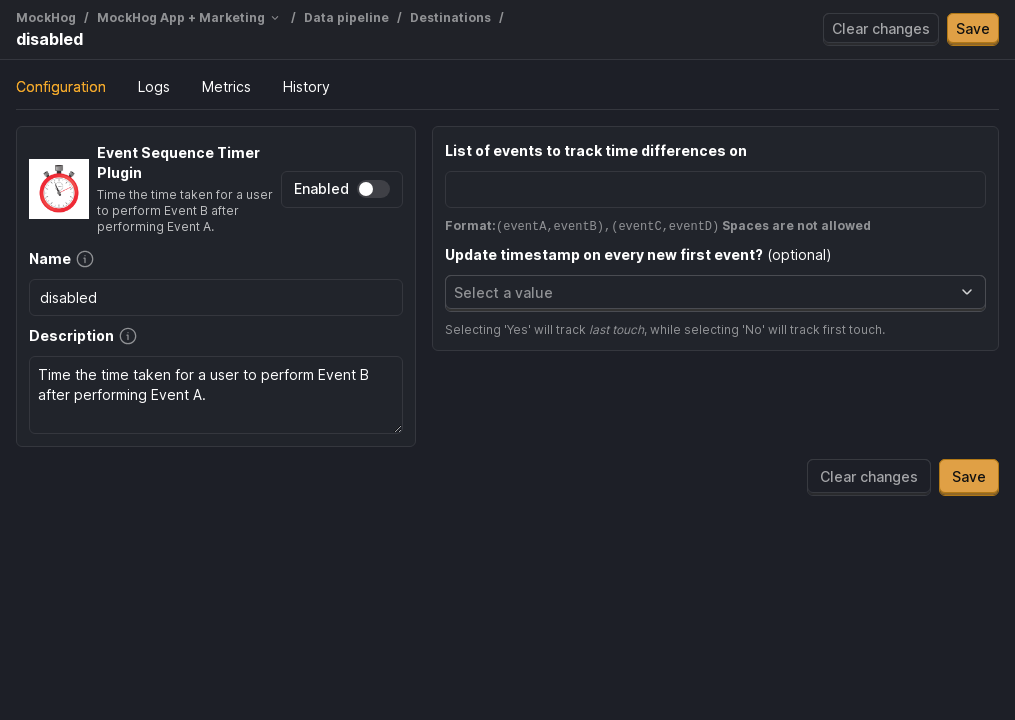 MockHog / MockHog App + Marketing / Data pipeline / Destinations /
disabled
Clear changes
Save
Configuration
Logs
Metrics
History
Event Sequence Timer
Plugin
Time the time taken for a user
to perform Event B after
performing Event A.
Enabled
Name
disabled
Description
Time the time taken for a user to perform Event B
after performing Event A.
List of events to track time differences on
Format:(eventA,eventB),(eventC,eventD) Spaces are not allowed
Update timestamp on every new first event? (optional)
Select a value
Selecting 'Yes' will track last touch, while selecting 'No' will track first touch.
Clear changes
Save